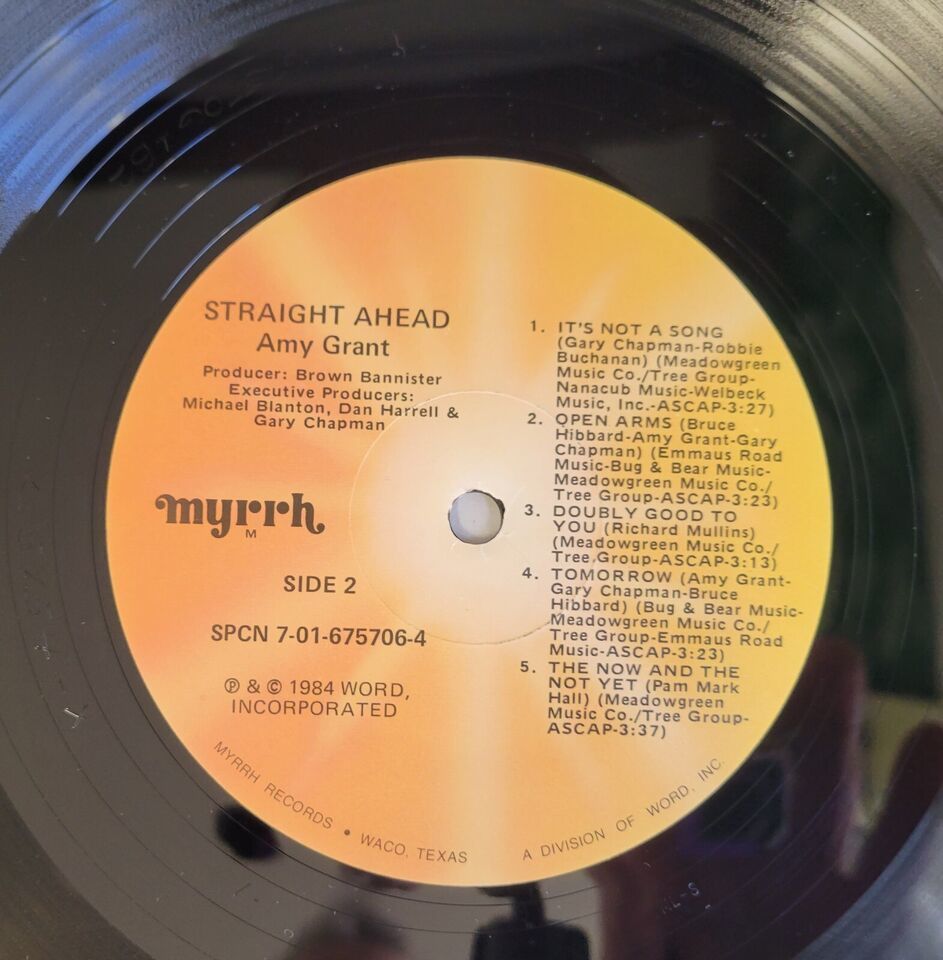 STRAIGHT AHEAD
Amy Grant
Producer: Brown Bannister
Executive Producers:
Michael Blanton, Dan Harrell &
Gary Chapman
myrrh
M
SIDE 2
SPCN 7-01-675706-4
℗ & © 1984 WORD,
INCORPORATED
1. IT'S NOT A SONG
(Gary Chapman-Robbie
Buchanan) (Meadowgreen
Music Co./Tree Group-
Nanacub Music-Welbeck
Music, Inc.-ASCAP-3:27)
2. OPEN ARMS (Bruce
Hibbard-Amy Grant-Gary
Chapman) (Emmaus Road
Music-Bug & Bear Music-
Meadowgreen Music Co./
Tree Group-ASCAP-3:23)
3. DOUBLY GOOD TO
YOU (Richard Mullins)
(Meadowgreen Music Co./
Tree Group-ASCAP-3:13)
4. TOMORROW (Amy Grant-
Gary Chapman-Bruce
Hibbard) (Bug & Bear Music-
Meadowgreen Music Co./
Tree Group-Emmaus Road
Music-ASCAP-3:23)
5. THE NOW AND THE
NOT YET (Pam Mark
Hall) (Meadowgreen
Music Co./Tree Group-
ASCAP-3:37)
MYRRH RECORDS • WACO, TEXAS
A DIVISION OF WORD, INC.